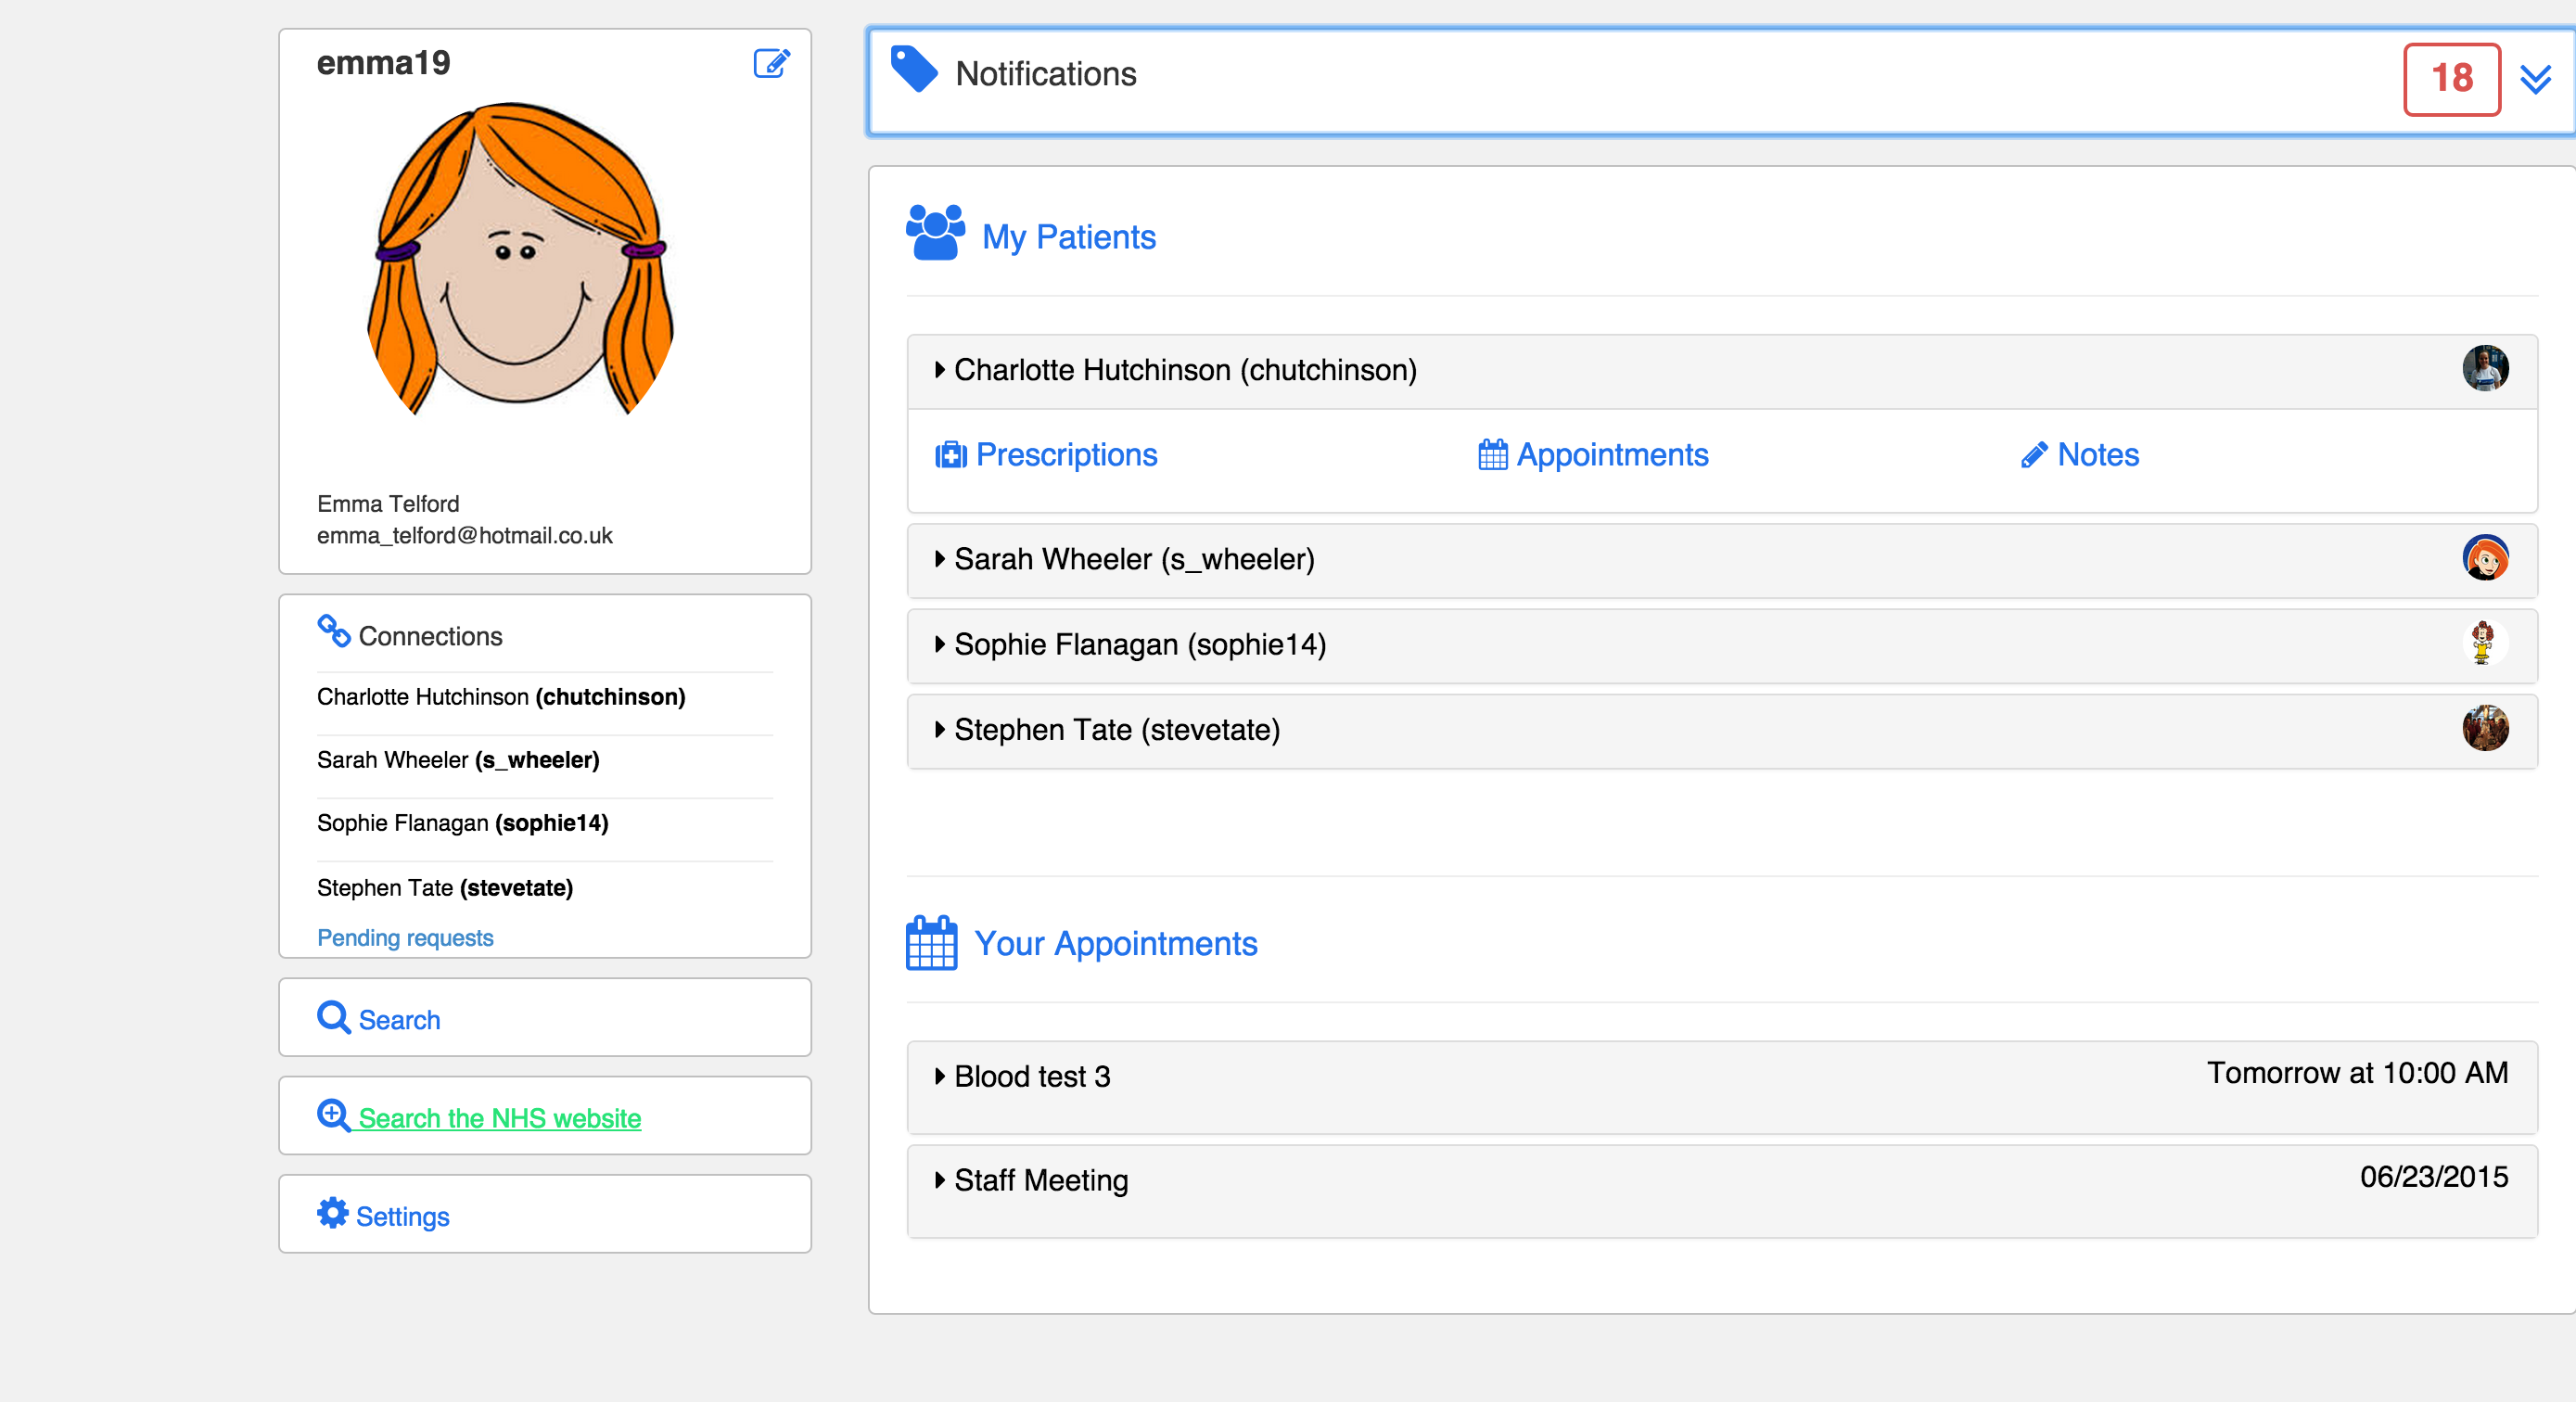 emma19
Emma Telford
emma_telford@hotmail.co.uk
Connections
Charlotte Hutchinson (chutchinson)
Sarah Wheeler (s_wheeler)
Sophie Flanagan (sophie14)
Stephen Tate (stevetate)
Pending requests
Search
Search the NHS website
Settings
Notifications 18
My Patients
Charlotte Hutchinson (chutchinson)
Prescriptions Appointments Notes
Sarah Wheeler (s_wheeler)
Sophie Flanagan (sophie14)
Stephen Tate (stevetate)
Your Appointments
Blood test 3 Tomorrow at 10:00 AM
Staff Meeting 06/23/2015